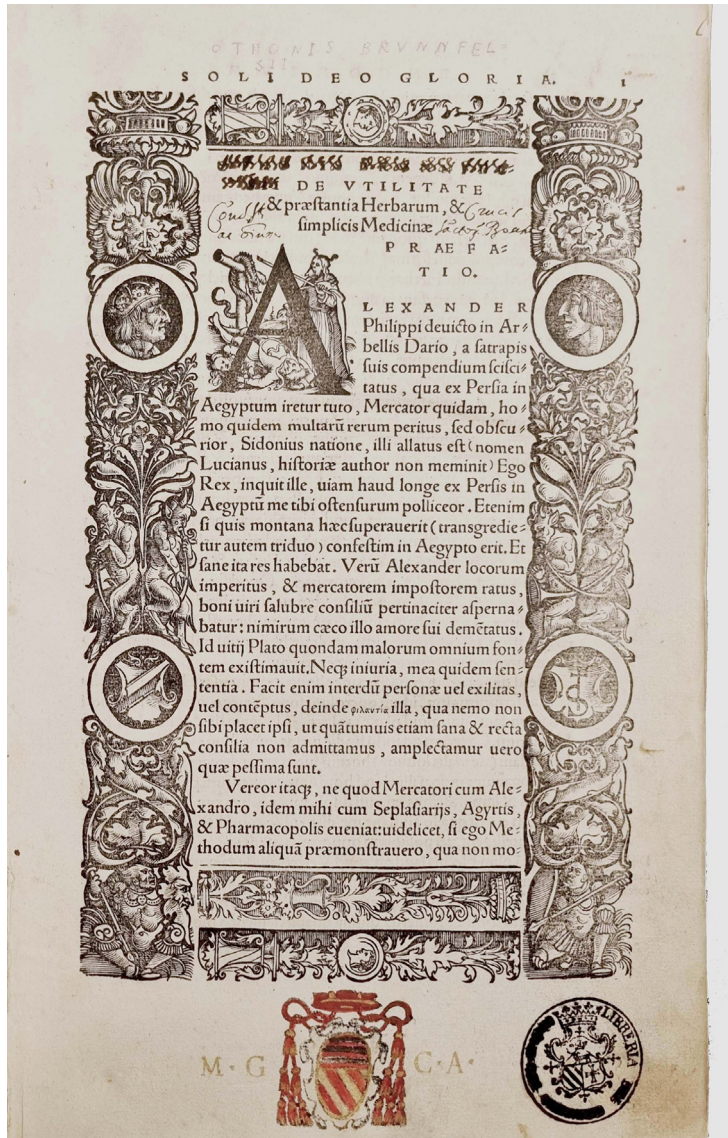 OTHONIS BRVNNFEL-
SII
SOLI DEO GLORIA. 1
DE VTILITATE
& præstantia Herbarum, &
simplicis Medicinæ
PRAEFA⸗
TIO.
ALEXANDER
Philippi deuicto in Ar⸗
bellis Dario, a satrapis
suis compendium scisci⸗
tatus, qua ex Persia in
Aegyptum iretur tuto, Mercator quidam, ho⸗
mo quidem multarũ rerum peritus, sed obscu⸗
rior, Sidonius natione, illi allatus est (nomen
Lucianus, historiæ author non meminit) Ego
Rex, inquit ille, uiam haud longe ex Persis in
Aegyptũ me tibi ostensurum polliceor. Etenim
si quis montana hæc superauerit (transgredie⸗
tur autem triduo) confestim in Aegypto erit. Et
sane ita res habebat. Verũ Alexander locorum
imperitus, & mercatorem impostorem ratus,
boni uiri salubre consiliũ pertinaciter asperna⸗
batur: nimirum cæco illo amore sui demẽtatus.
Id uitij Plato quondam malorum omnium fon⸗
tem existimauit. Neq; iniuria, mea quidem sen⸗
tentia. Facit enim interdũ personæ uel exilitas,
uel contẽptus, deinde φιλαυτία illa, qua nemo non
sibi placet ipsi, ut quãtumuis etiam sana & recta
consilia non admittamus, amplectamur uero
quæ pessima sunt.
Vereor itaq;, ne quod Mercatori cum Ale⸗
xandro, idem mihi cum Seplasiarijs, Agyrtis,
& Pharmacopolis eueniat: uidelicet, si ego Me⸗
thodum aliquã præmonstrauero, qua non mo⸗
M·G C·A·
LIBRERIA